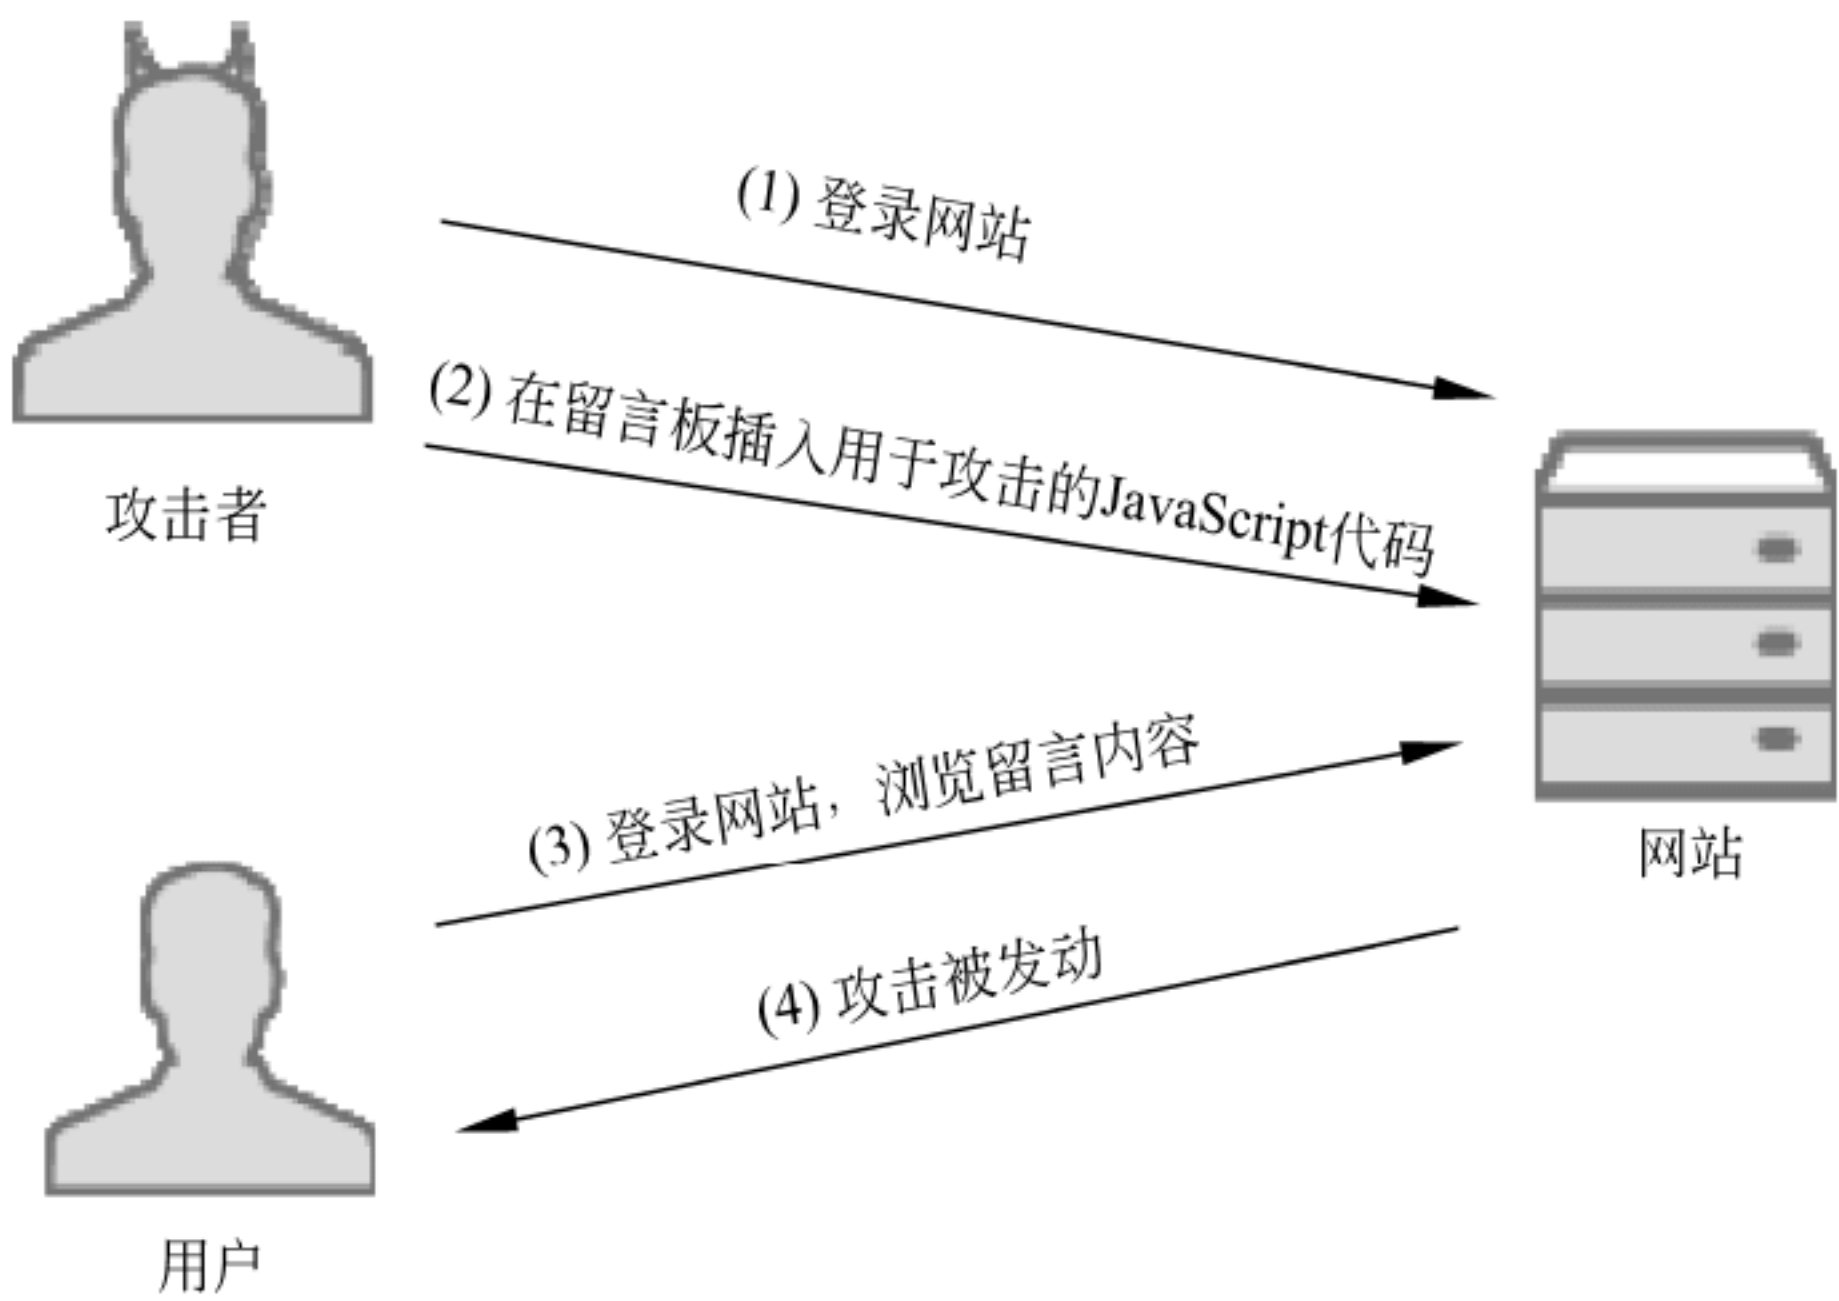 (1) 登录网站
(2) 在留言板插入用于攻击的JavaScript代码
攻击者
(3) 登录网站，浏览留言内容
网站
(4) 攻击被发动
用户